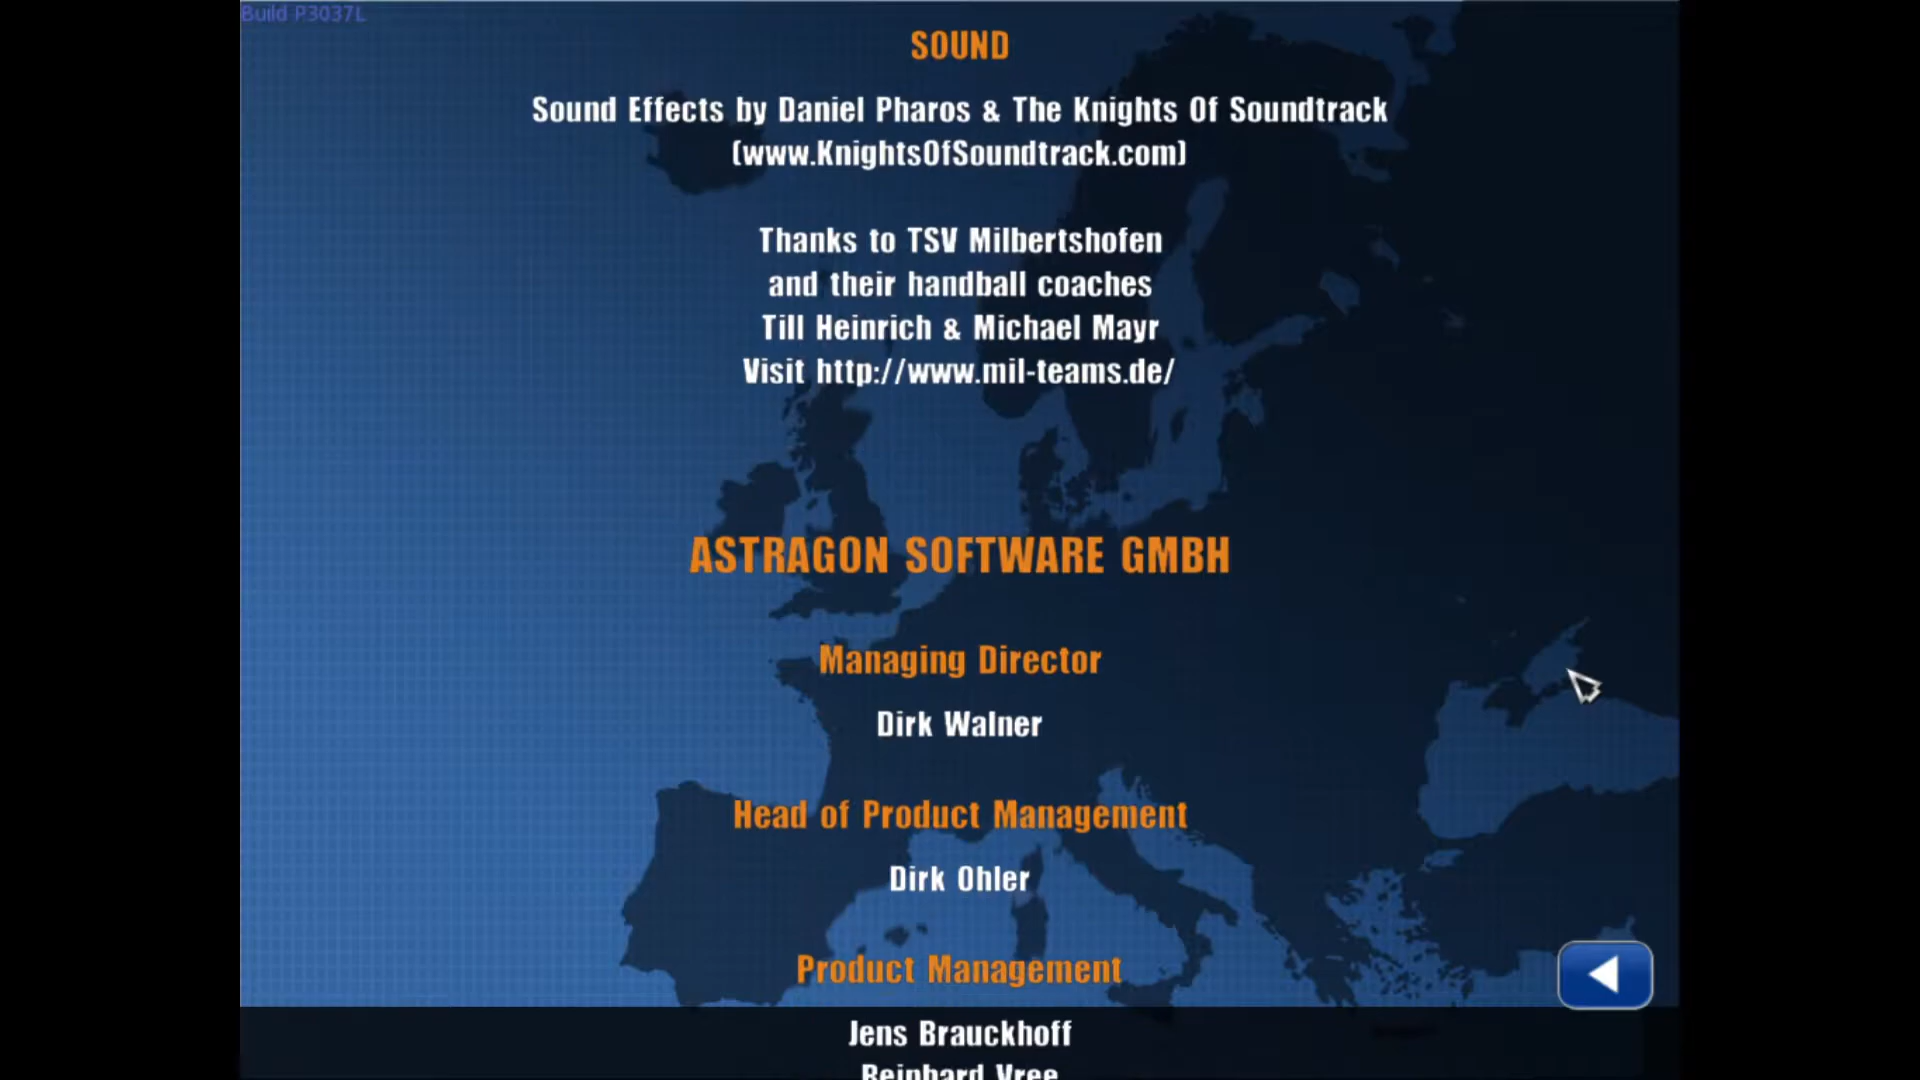 Build P3037L
SOUND
Sound Effects by Daniel Pharos & The Knights Of Soundtrack
(www.KnightsOfSoundtrack.com)
Thanks to TSV Milbertshofen
and their handball coaches
Till Heinrich & Michael Mayr
Visit http://www.mil-teams.de/
ASTRAGON SOFTWARE GMBH
Managing Director
Dirk Walner
Head of Product Management
Dirk Ohler
Product Management
Jens Brauckhoff
Reinhard Vree